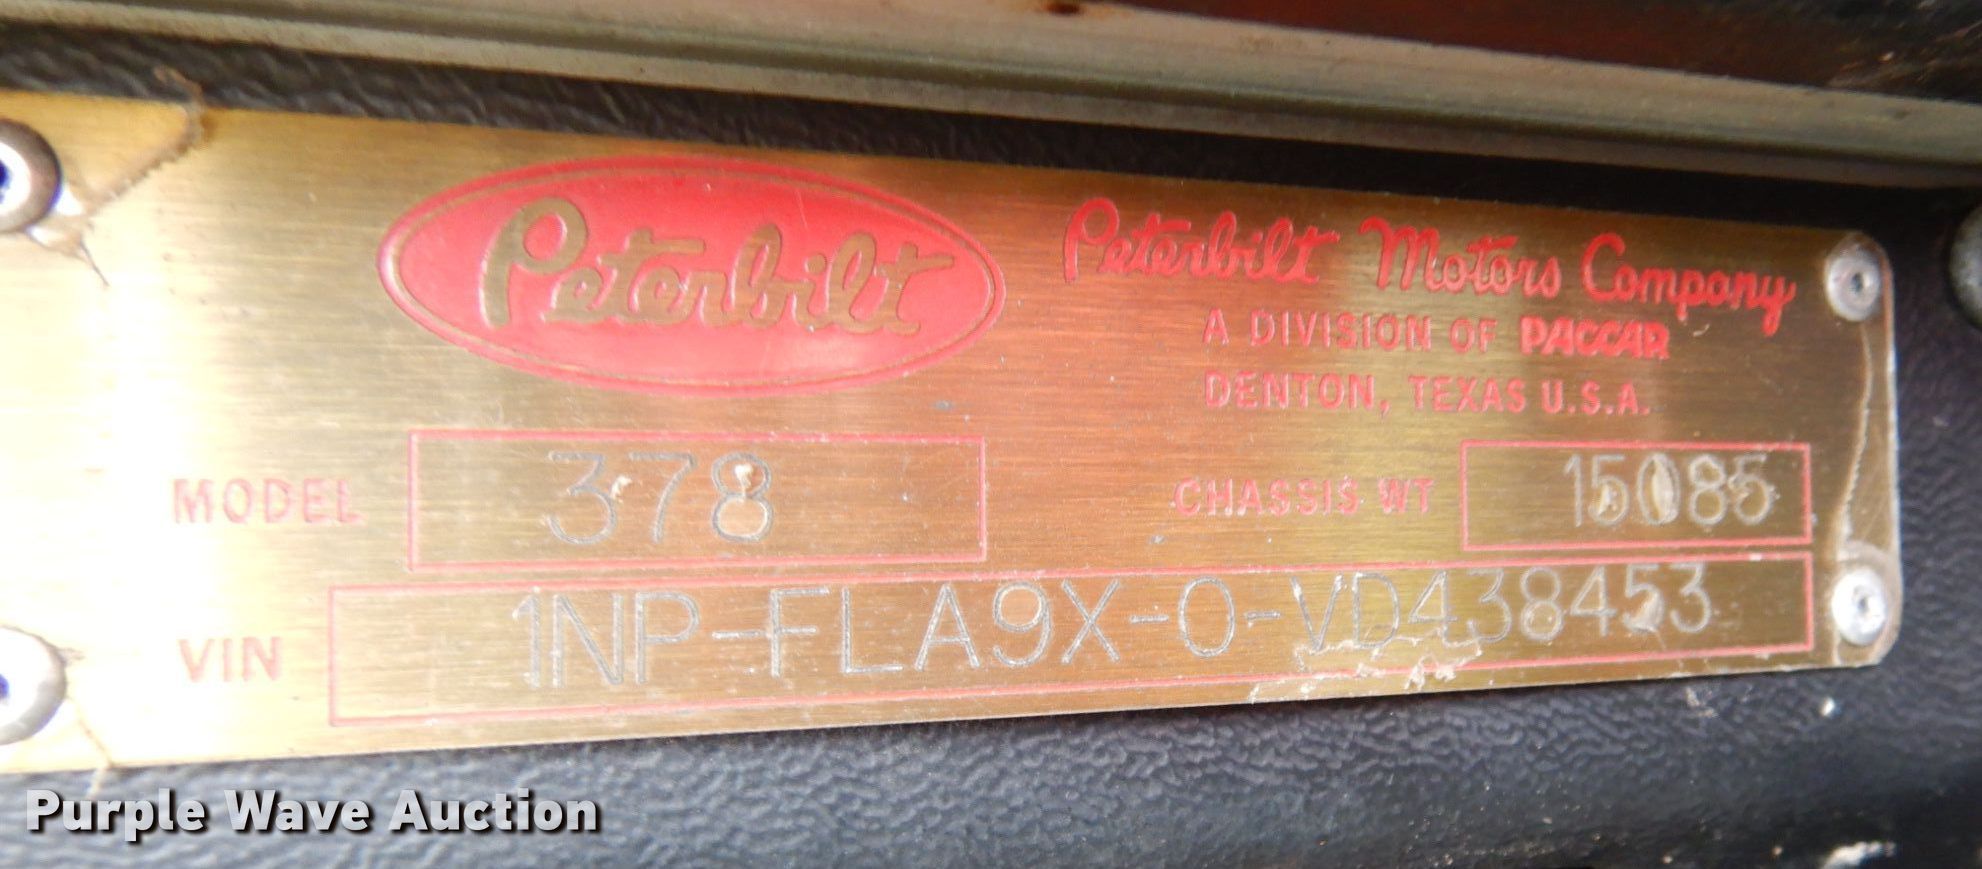 Peterbilt
Peterbilt Motors Company
A DIVISION OF PACCAR
DENTON, TEXAS U.S.A.
MODEL 378 CHASSIS WT 15085
VIN 1NP-FLA9X-0-VD438453
Purple Wave Auction